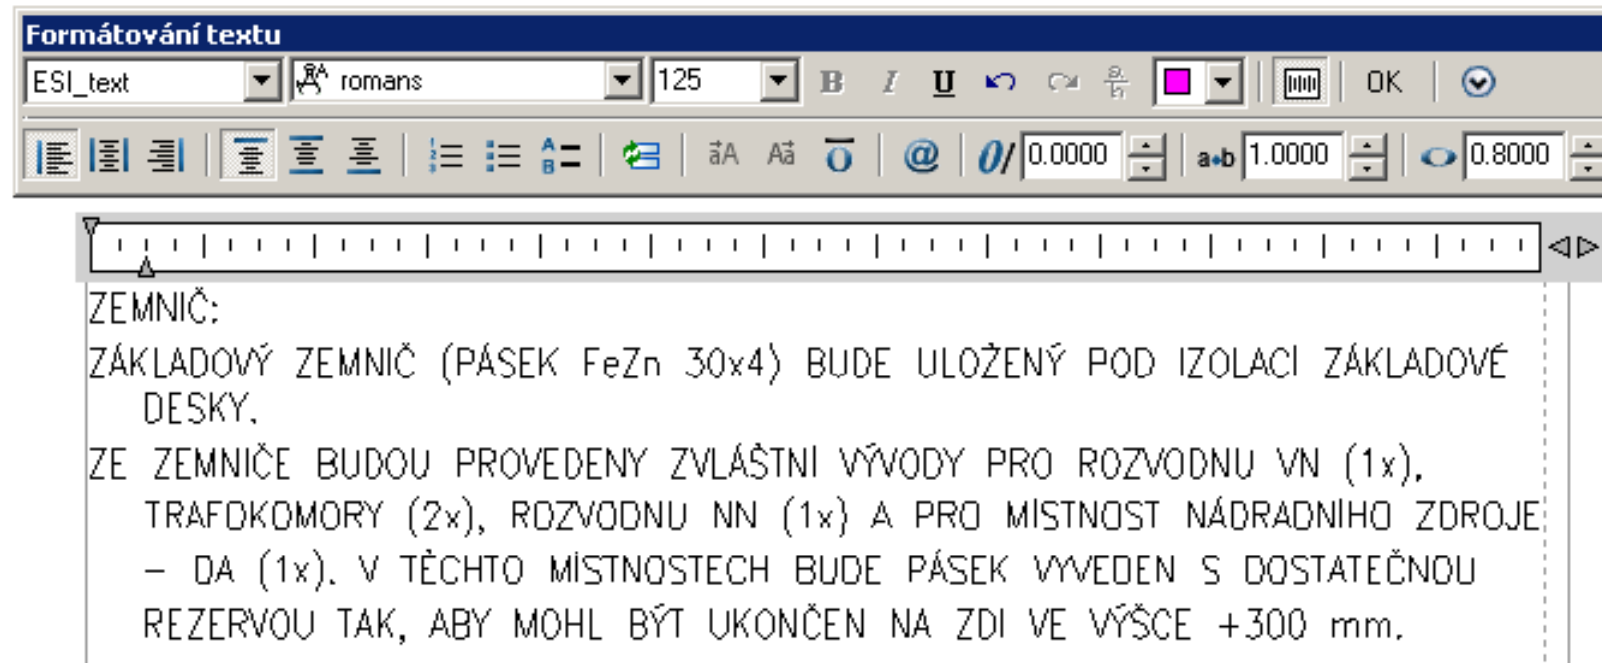 Formátování textu
ESI_text romans 125 B I U OK
0.0000 a•b 1.0000 0.8000
ZEMNIČ:
ZÁKLADOVÝ ZEMNIČ (PÁSEK FeZn 30x4) BUDE ULOŽENÝ POD IZOLACÍ ZÁKLADOVÉ
DESKY.
ZE ZEMNIČE BUDOU PROVEDENY ZVLÁŠTNÍ VÝVODY PRO ROZVODNU VN (1x),
TRAFOKOMORY (2x), ROZVODNU NN (1x) A PRO MÍSTNOST NÁDRADNÍHO ZDROJE
– DA (1x). V TĚCHTO MÍSTNOSTECH BUDE PÁSEK VYVEDEN S DOSTATEČNOU
REZERVOU TAK, ABY MOHL BÝT UKONČEN NA ZDI VE VÝŠCE +300 mm.